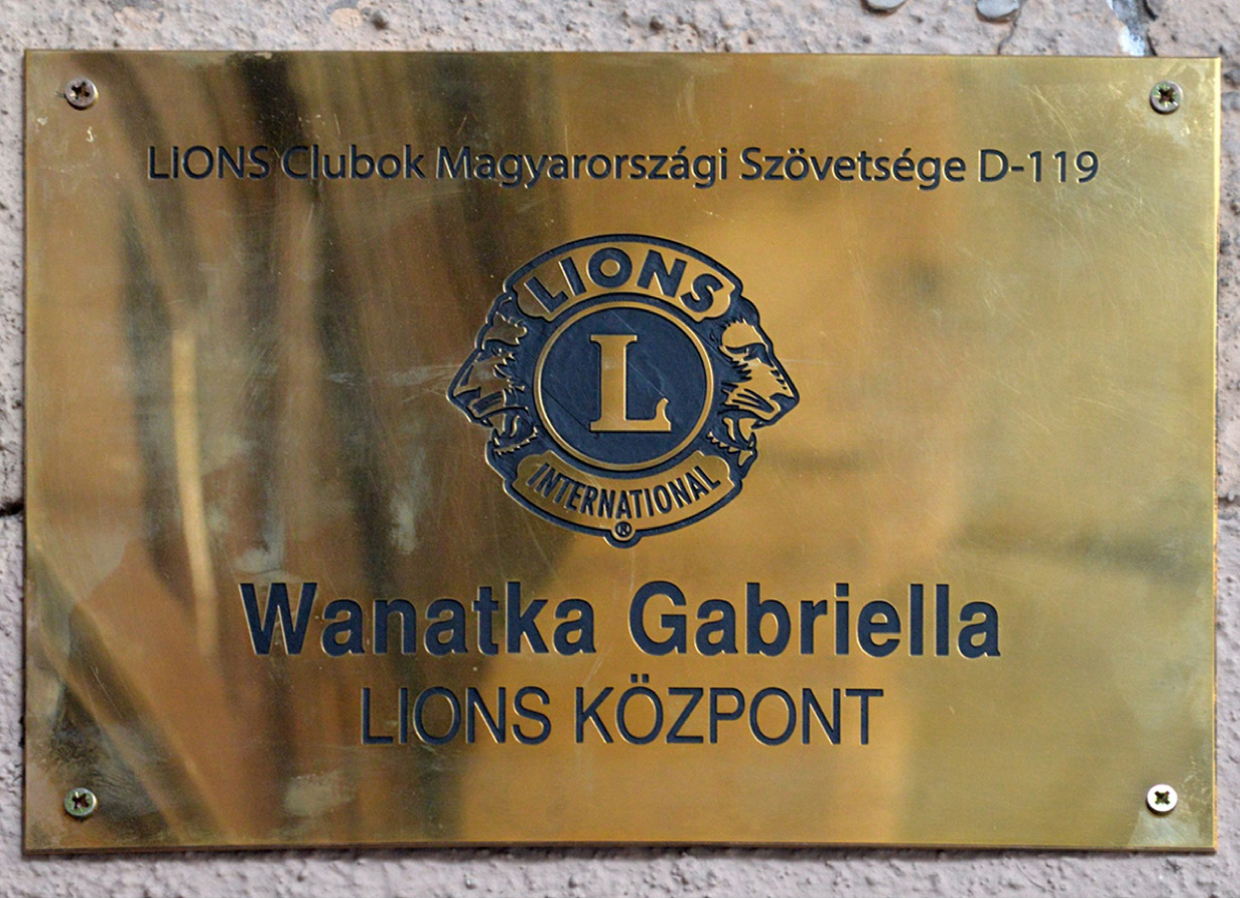 LiONS Clubok Magyarországi Szövetsége D-119
LIONS
L
INTERNATIONAL
®
Wanatka Gabriella
LIONS KÖZPONT